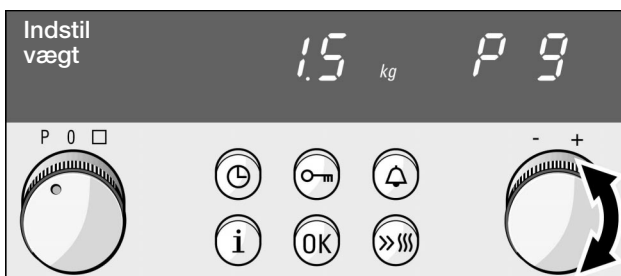 Indstil
vægt
1.5 kg P 9
P 0 □ - +
i OK